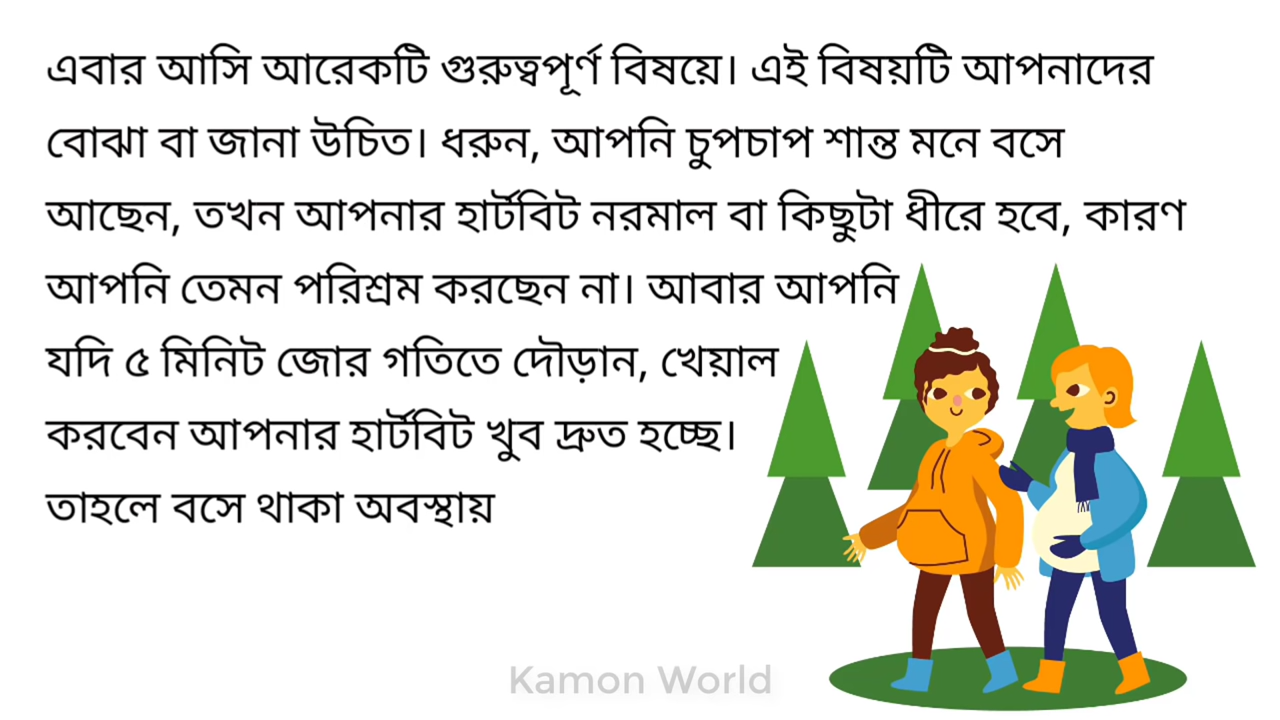 এবার আসি আরেকটি গুরুত্বপূর্ণ বিষয়ে। এই বিষয়টি আপনাদের
বোঝা বা জানা উচিত। ধরুন, আপনি চুপচাপ শান্ত মনে বসে
আছেন, তখন আপনার হার্টবিট নরমাল বা কিছুটা ধীরে হবে, কারণ
আপনি তেমন পরিশ্রম করছেন না। আবার আপনি
যদি ৫ মিনিট জোর গতিতে দৌড়ান, খেয়াল
করবেন আপনার হার্টবিট খুব দ্রুত হচ্ছে।
তাহলে বসে থাকা অবস্থায়
Kamon World